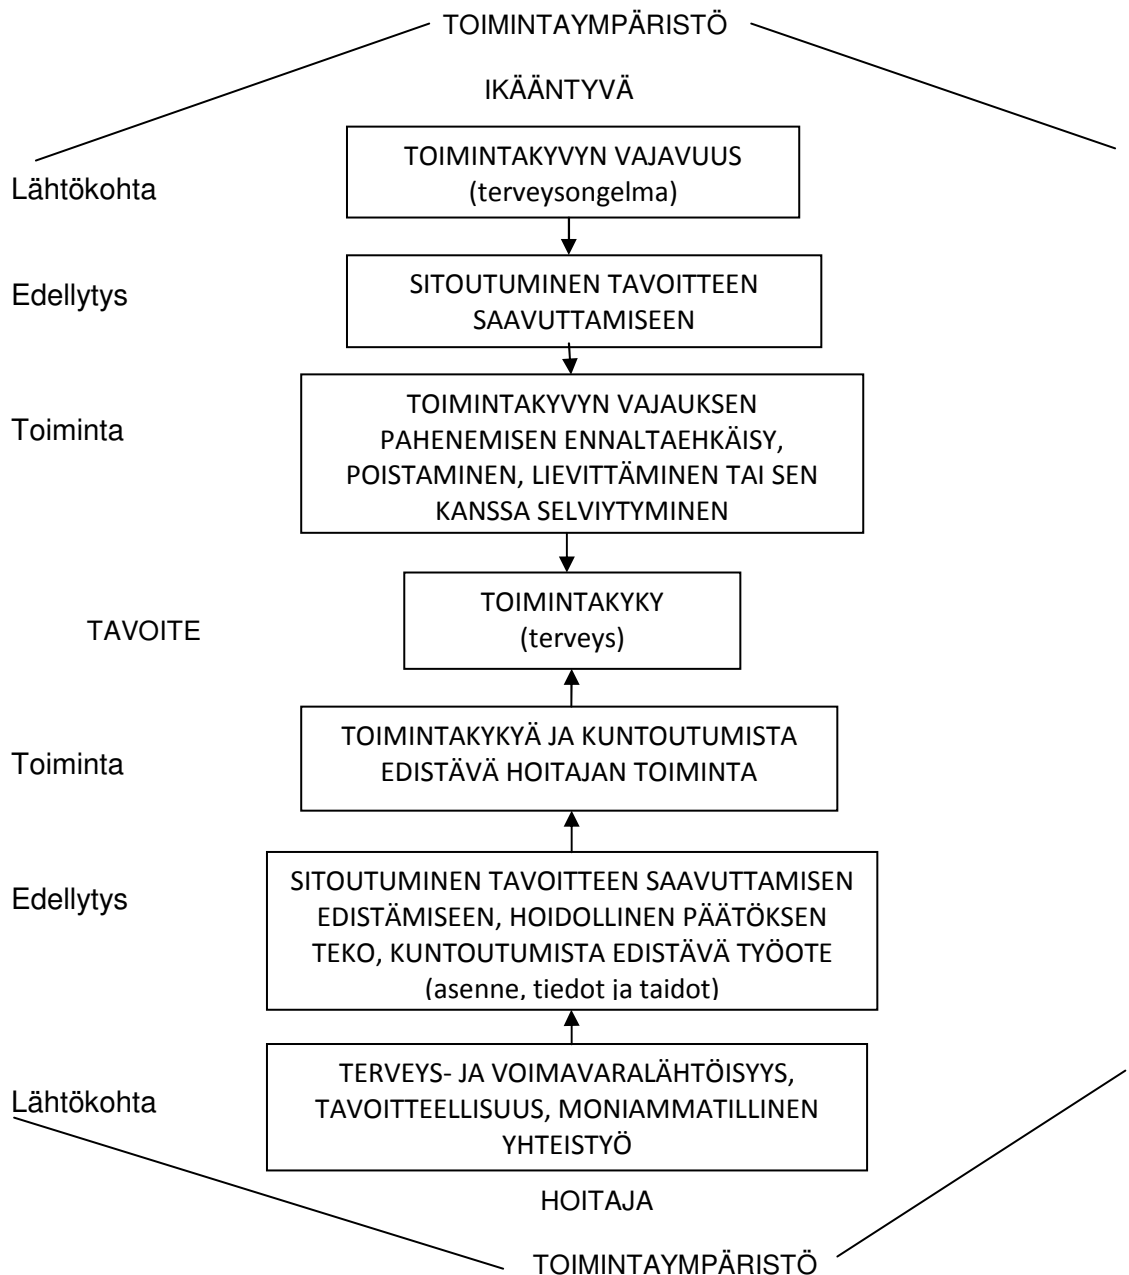 TOIMINTAYMPÄRISTÖ
IKÄÄNTYVÄ
Lähtökohta
TOIMINTAKYVYN VAJAVUUS
(terveysongelma)
Edellytys
SITOUTUMINEN TAVOITTEEN
SAAVUTTAMISEEN
Toiminta
TOIMINTAKYVYN VAJAUKSEN
PAHENEMISEN ENNALTAEHKÄISY,
POISTAMINEN, LIEVITTÄMINEN TAI SEN
KANSSA SELVIYTYMINEN
TAVOITE
TOIMINTAKYKY
(terveys)
Toiminta
TOIMINTAKYKYÄ JA KUNTOUTUMISTA
EDISTÄVÄ HOITAJAN TOIMINTA
Edellytys
SITOUTUMINEN TAVOITTEEN SAAVUTTAMISEN
EDISTÄMISEEN, HOIDOLLINEN PÄÄTÖKSEN
TEKO, KUNTOUTUMISTA EDISTÄVÄ TYÖOTE
(asenne, tiedot ja taidot)
Lähtökohta
TERVEYS- JA VOIMAVARALÄHTÖISYYS,
TAVOITTEELLISUUS, MONIAMMATILLINEN
YHTEISTYÖ
HOITAJA
TOIMINTAYMPÄRISTÖ